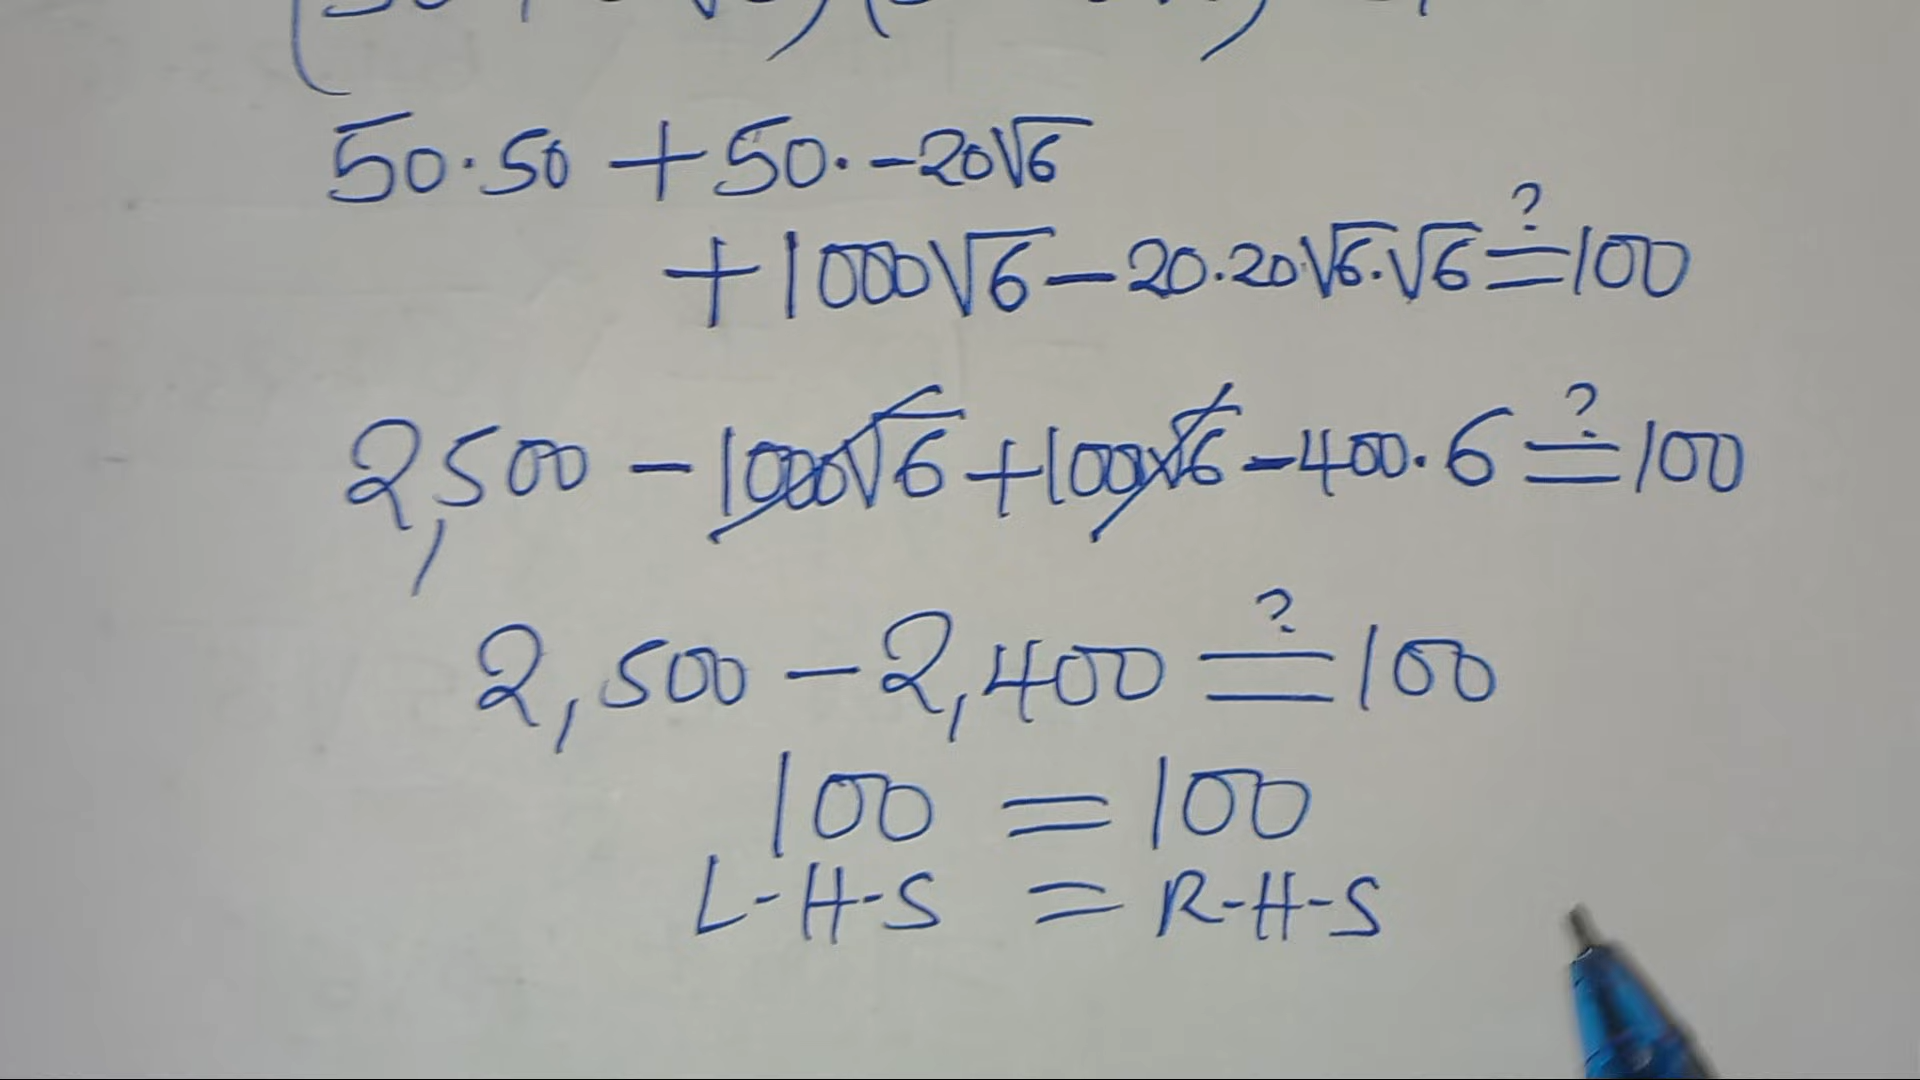 50·50 + 50·-20√6
+1000√6 - 20·20√6·√6 ?= 100
2,500 - 1000√6 + 100√6 - 400·6 ?= 100
2,500 - 2,400 ?= 100
100 = 100
L-H-S = R-H-S